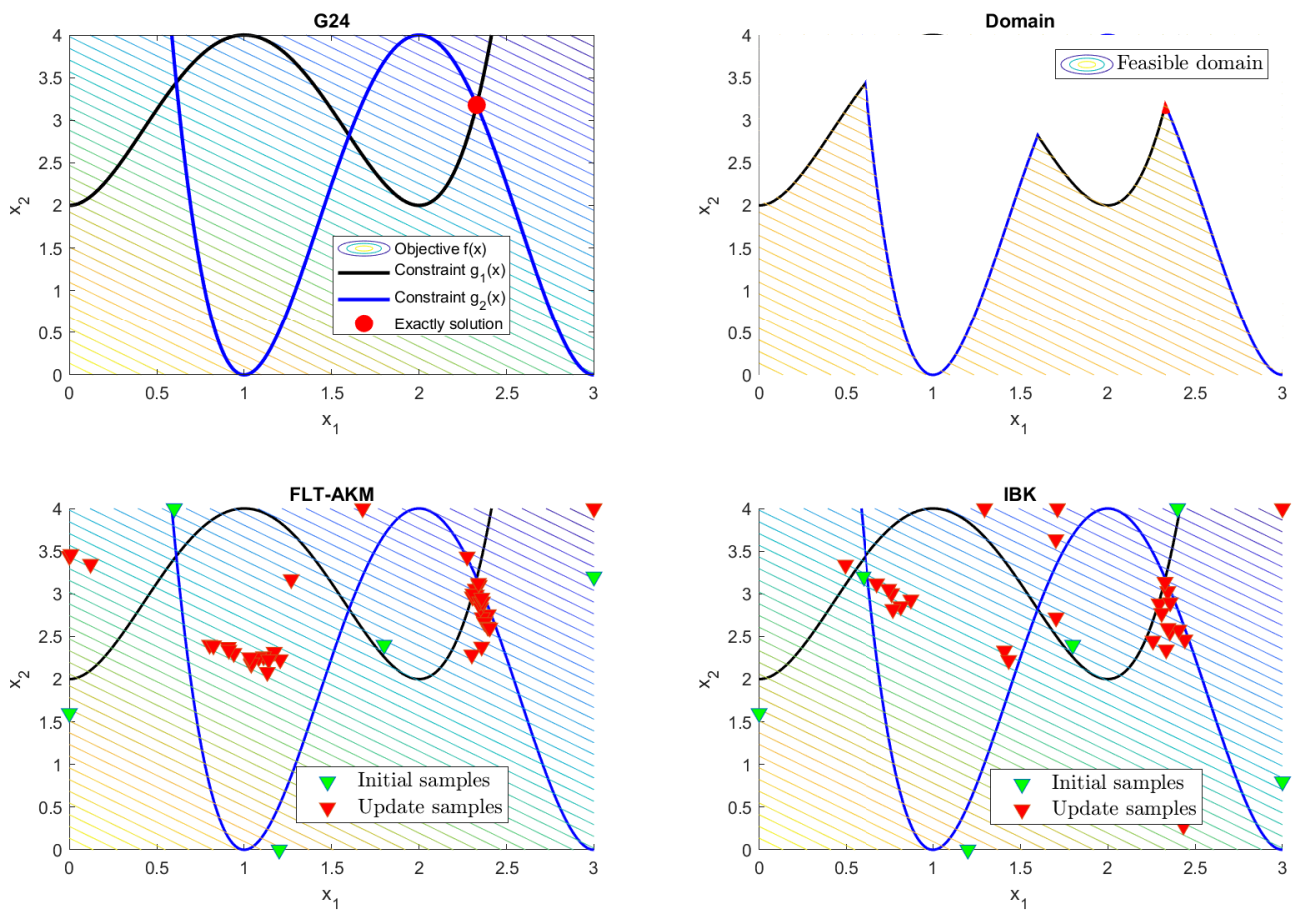 G24
4
3.5
3
2.5
2
1.5
1
0.5
0
x2
0 0.5 1 1.5 2 2.5 3
x1
Objective f(x)
Constraint g1(x)
Constraint g2(x)
Exactly solution
Domain
4
3.5
3
2.5
2
1.5
1
0.5
0
x2
0 0.5 1 1.5 2 2.5 3
x1
Feasible domain
FLT-AKM
4
3.5
3
2.5
2
1.5
1
0.5
0
x2
0 0.5 1 1.5 2 2.5 3
x1
Initial samples
Update samples
IBK
4
3.5
3
2.5
2
1.5
1
0.5
0
x2
0 0.5 1 1.5 2 2.5 3
x1
Initial samples
Update samples